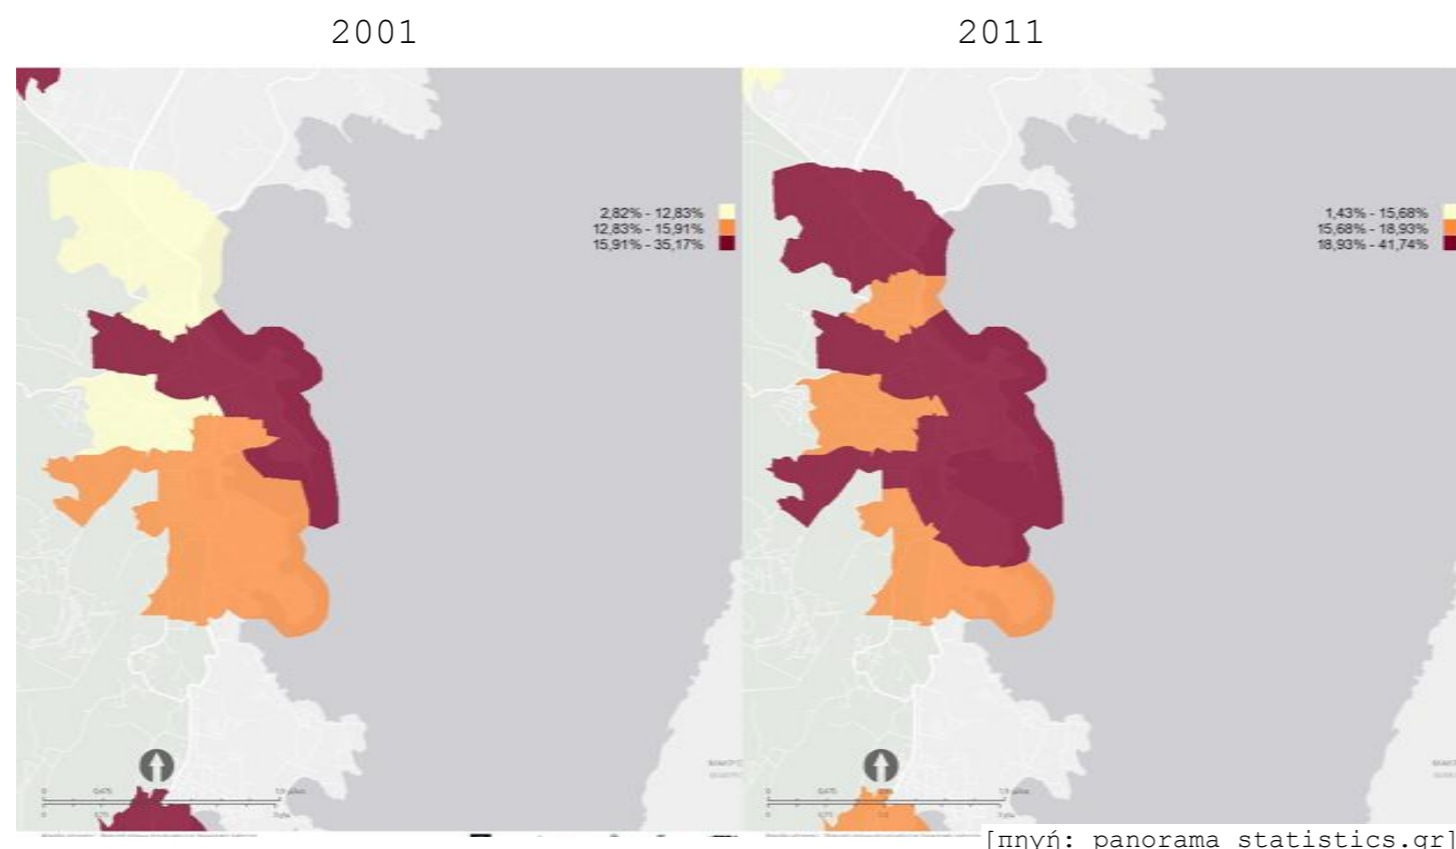 2001
2011
2,82% - 12,83%
12,83% - 15,91%
15,91% - 35,17%
1,43% - 15,68%
15,68% - 18,93%
18,93% - 41,74%
[πηγή: panorama statistics.gr]